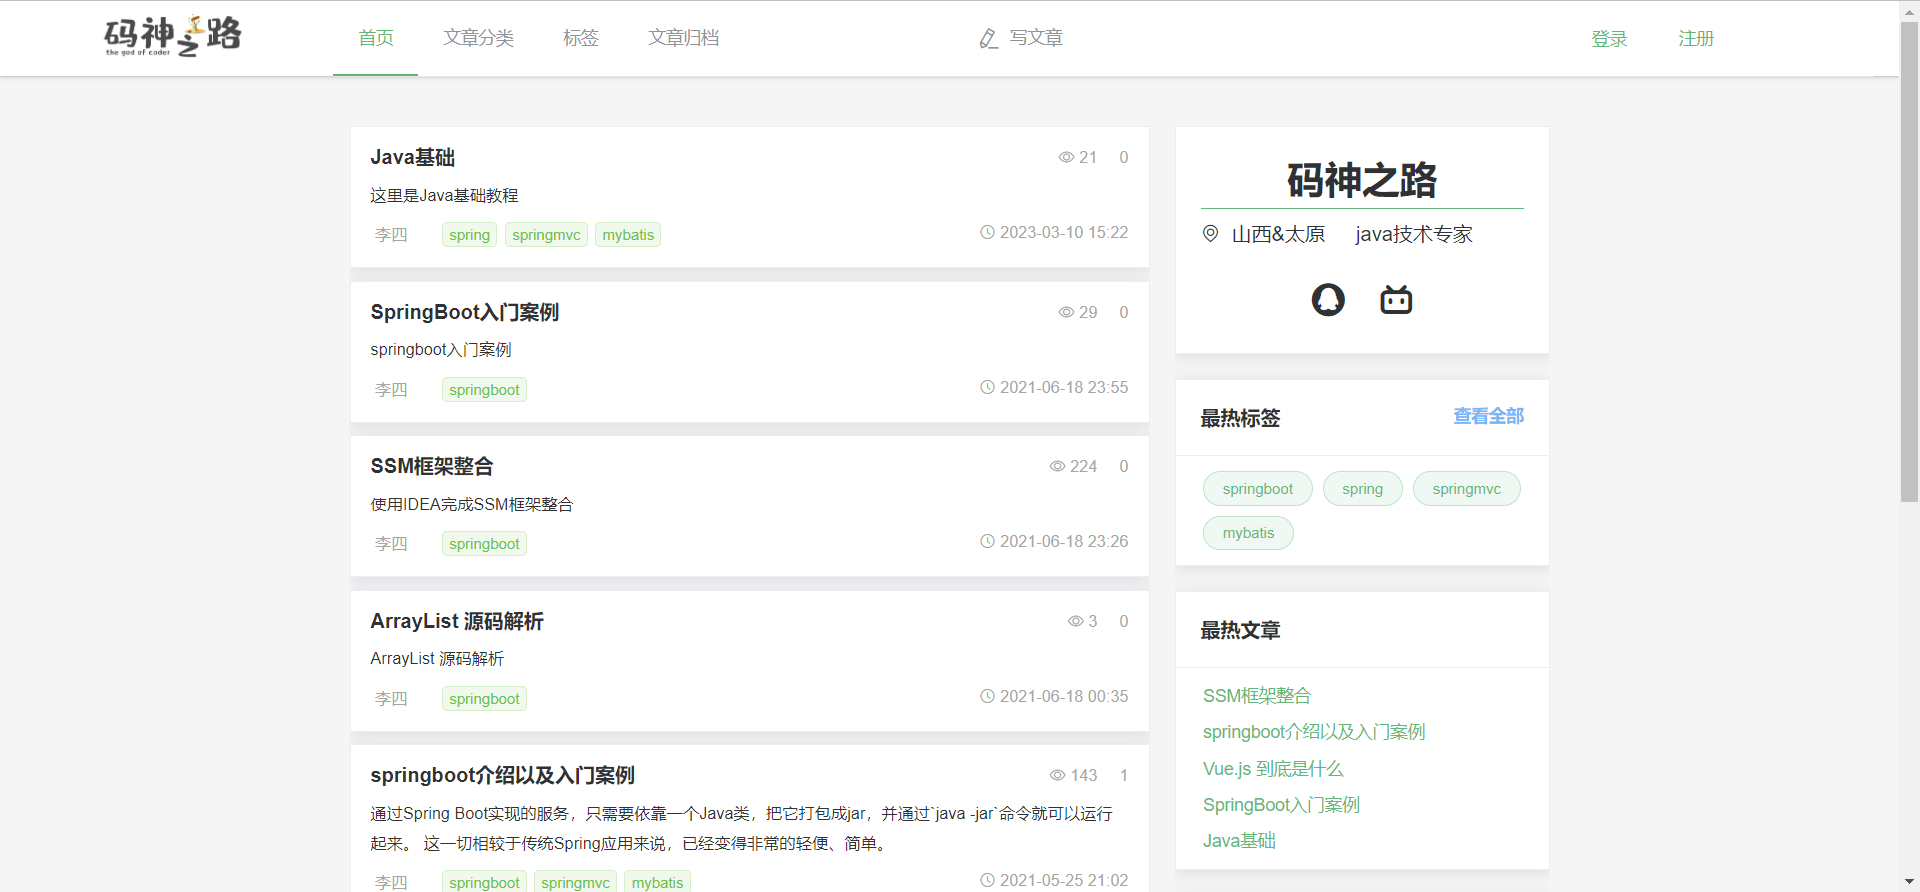 码神之路
the god of coder
首页 文章分类 标签 文章归档 写文章 登录 注册
Java基础 21 0
这里是Java基础教程
李四 spring springmvc mybatis 2023-03-10 15:22
SpringBoot入门案例 29 0
springboot入门案例
李四 springboot 2021-06-18 23:55
SSM框架整合 224 0
使用IDEA完成SSM框架整合
李四 springboot 2021-06-18 23:26
ArrayList 源码解析 3 0
ArrayList 源码解析
李四 springboot 2021-06-18 00:35
springboot介绍以及入门案例 143 1
通过Spring Boot实现的服务，只需要依靠一个Java类，把它打包成jar，并通过`java -jar`命令就可以运行
起来。 这一切相较于传统Spring应用来说，已经变得非常的轻便、简单。
李四 springboot springmvc mybatis 2021-05-25 21:02
码神之路
山西&太原 java技术专家
最热标签 查看全部
springboot spring springmvc
mybatis
最热文章
SSM框架整合
springboot介绍以及入门案例
Vue.js 到底是什么
SpringBoot入门案例
Java基础